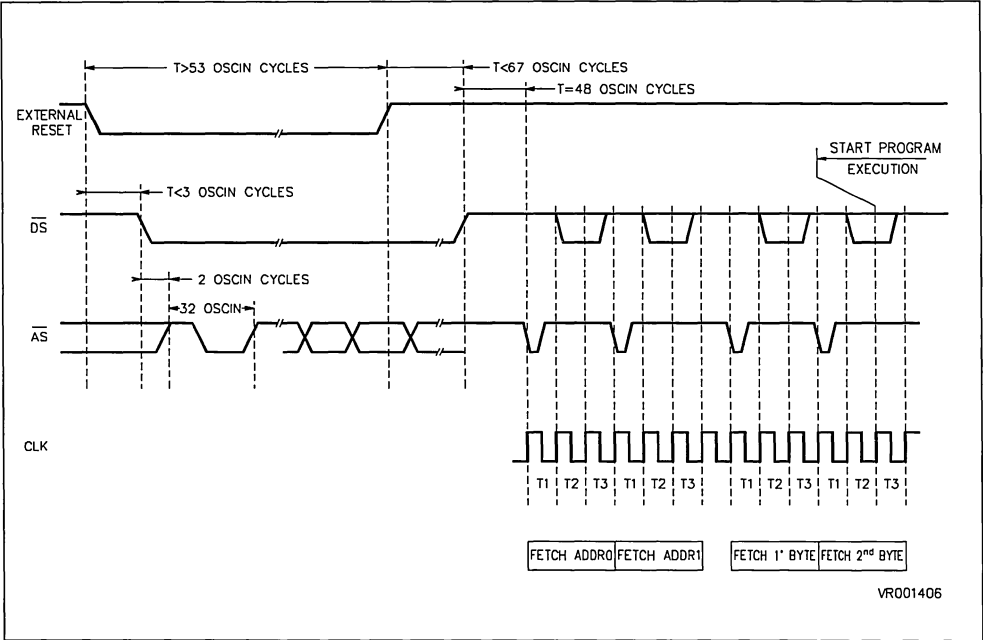 T>53 OSCIN CYCLES
T<67 OSCIN CYCLES
T=48 OSCIN CYCLES
EXTERNAL
RESET
START PROGRAM
EXECUTION
T<3 OSCIN CYCLES
DS
2 OSCIN CYCLES
32 OSCIN
AS
CLK
T1 T2 T3 T1 T2 T3 T1 T2 T3 T1 T2 T3
FETCH ADDR0 FETCH ADDR1 FETCH 1° BYTE FETCH 2nd BYTE
VR001406